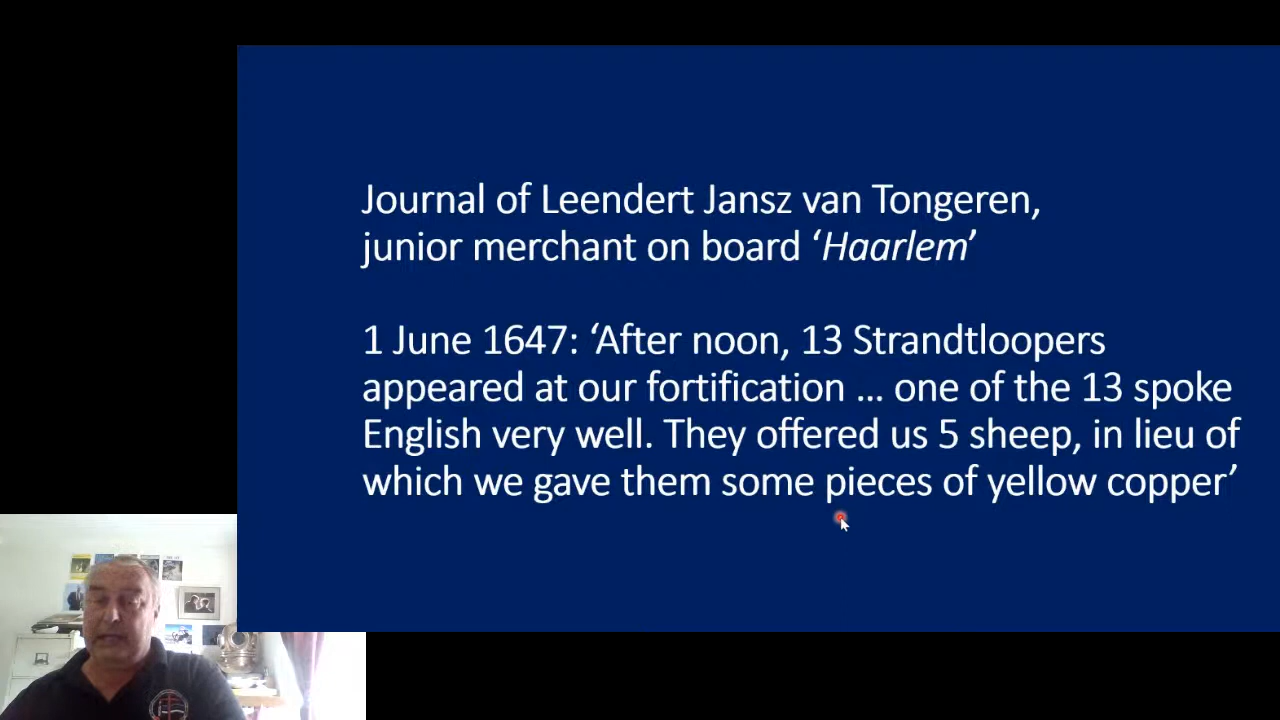 Journal of Leendert Jansz van Tongeren,
junior merchant on board ‘Haarlem’
1 June 1647: ‘After noon, 13 Strandtloopers
appeared at our fortification … one of the 13 spoke
English very well. They offered us 5 sheep, in lieu of
which we gave them some pieces of yellow copper’